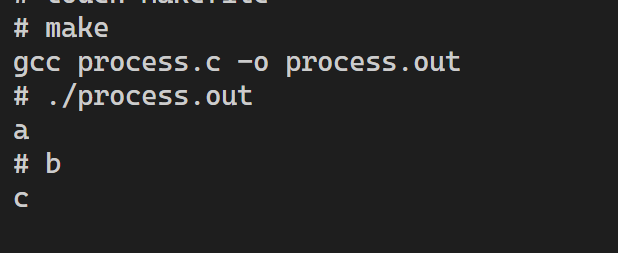 # make
gcc process.c -o process.out
# ./process.out
a
# b
c